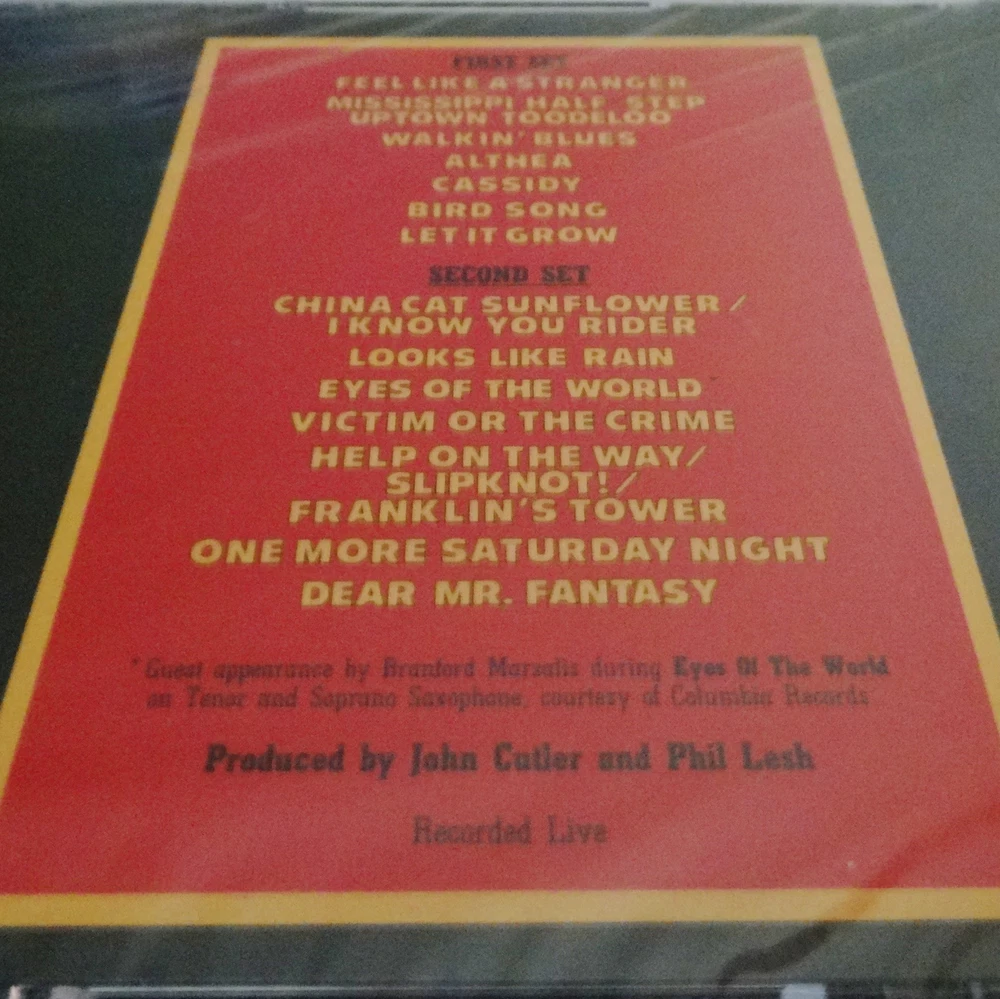 FIRST SET
FEEL LIKE A STRANGER
MISSISSIPPI HALF STEP
UPTOWN TOODELOO
WALKIN' BLUES
ALTHEA
CASSIDY
BIRD SONG
LET IT GROW
SECOND SET
CHINA CAT SUNFLOWER /
I KNOW YOU RIDER
LOOKS LIKE RAIN
EYES OF THE WORLD
VICTIM OR THE CRIME
HELP ON THE WAY/
SLIPKNOT!/
FRANKLIN'S TOWER
ONE MORE SATURDAY NIGHT
DEAR MR. FANTASY
* Guest appearance by Branford Marsalis during Eyes Of The World
on Tenor and Soprano Saxophone, courtesy of Columbia Records
Produced by John Cutler and Phil Lesh
Recorded Live